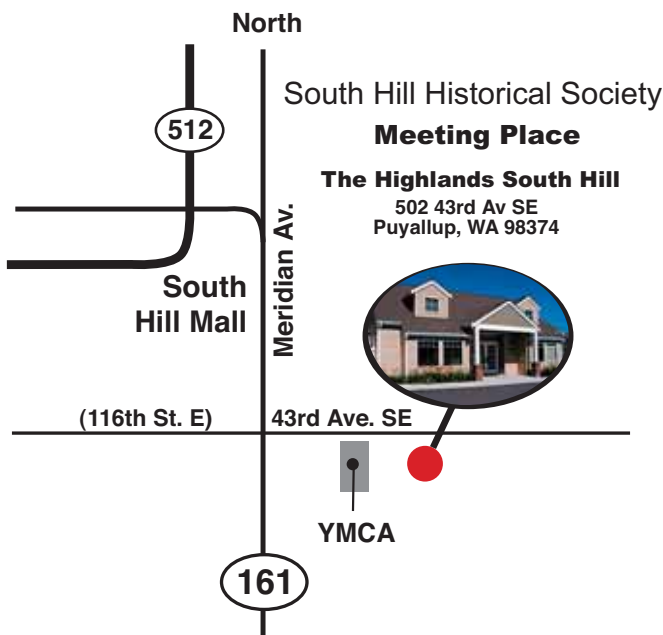 North
South Hill Historical Society
Meeting Place
The Highlands South Hill
502 43rd Av SE
Puyallup, WA 98374
512
Meridian Av.
South
Hill Mall
(116th St. E)
43rd Ave. SE
YMCA
161